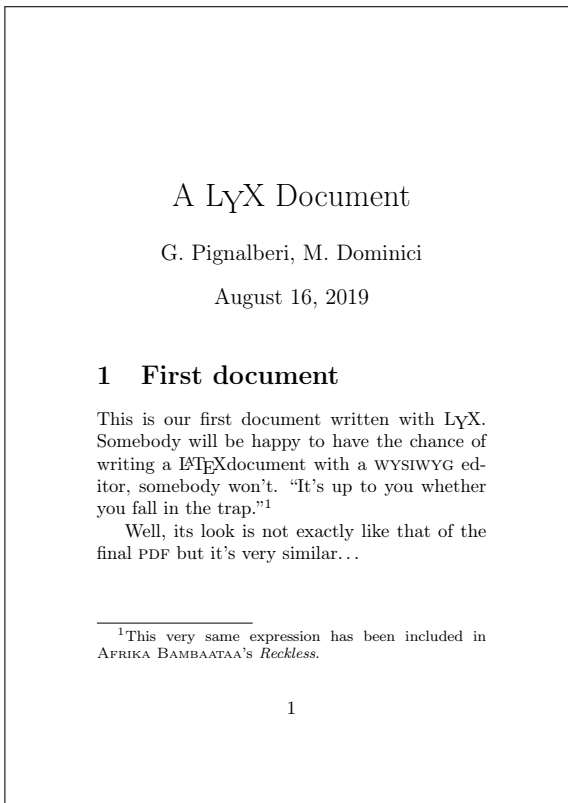 A LyX Document
G. Pignalberi, M. Dominici
August 16, 2019
1 First document
This is our first document written with LyX.
Somebody will be happy to have the chance of
writing a LaTeXdocument with a WYSIWYG ed-
itor, somebody won't. “It's up to you whether
you fall in the trap.”¹
Well, its look is not exactly like that of the
final PDF but it's very similar...
¹This very same expression has been included in
AFRIKA BAMBAATAA's Reckless.
1